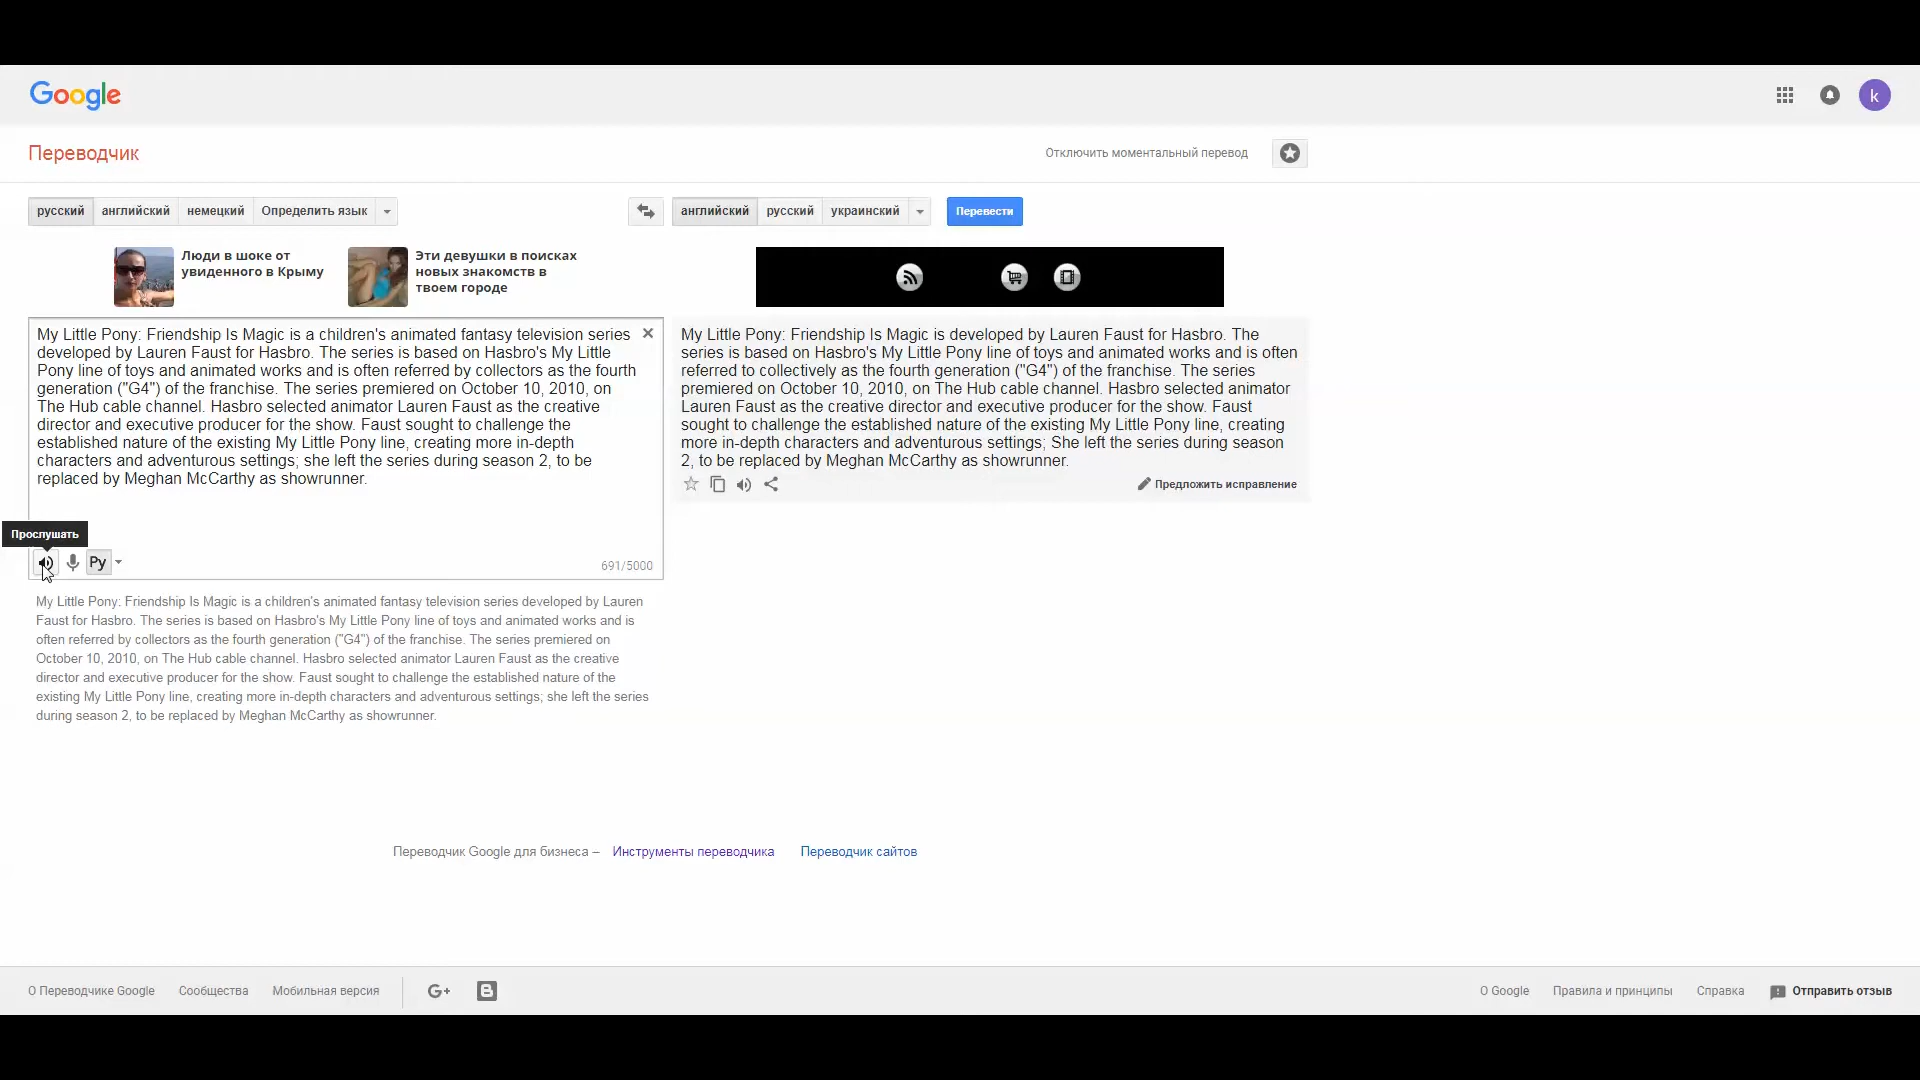 Google
k
Переводчик
Отключить моментальный перевод
русский английский немецкий Определить язык
английский русский украинский Перевести
Люди в шоке от
увиденного в Крыму
Эти девушки в поисках
новых знакомств в
твоем городе
My Little Pony: Friendship Is Magic is a children's animated fantasy television series
developed by Lauren Faust for Hasbro. The series is based on Hasbro's My Little
Pony line of toys and animated works and is often referred by collectors as the fourth
generation ("G4") of the franchise. The series premiered on October 10, 2010, on
The Hub cable channel. Hasbro selected animator Lauren Faust as the creative
director and executive producer for the show. Faust sought to challenge the
established nature of the existing My Little Pony line, creating more in-depth
characters and adventurous settings; she left the series during season 2, to be
replaced by Meghan McCarthy as showrunner.
Прослушать
Ру
691/5000
My Little Pony: Friendship Is Magic is developed by Lauren Faust for Hasbro. The
series is based on Hasbro's My Little Pony line of toys and animated works and is often
referred to collectively as the fourth generation ("G4") of the franchise. The series
premiered on October 10, 2010, on The Hub cable channel. Hasbro selected animator
Lauren Faust as the creative director and executive producer for the show. Faust
sought to challenge the established nature of the existing My Little Pony line, creating
more in-depth characters and adventurous settings; She left the series during season
2, to be replaced by Meghan McCarthy as showrunner.
Предложить исправление
My Little Pony: Friendship Is Magic is a children's animated fantasy television series developed by Lauren
Faust for Hasbro. The series is based on Hasbro's My Little Pony line of toys and animated works and is
often referred by collectors as the fourth generation ("G4") of the franchise. The series premiered on
October 10, 2010, on The Hub cable channel. Hasbro selected animator Lauren Faust as the creative
director and executive producer for the show. Faust sought to challenge the established nature of the
existing My Little Pony line, creating more in-depth characters and adventurous settings; she left the series
during season 2, to be replaced by Meghan McCarthy as showrunner.
Переводчик Google для бизнеса – Инструменты переводчика Переводчик сайтов
О Переводчике Google Сообщества Мобильная версия G+ B
О Google Правила и принципы Справка Отправить отзыв